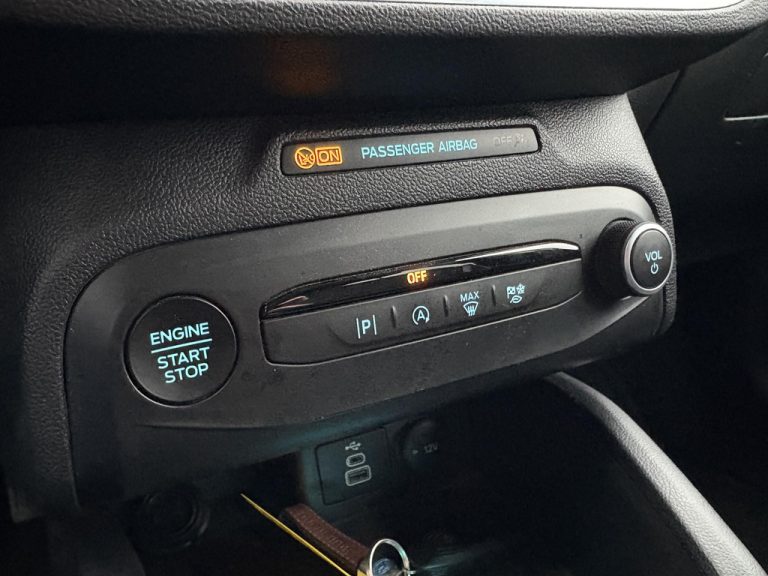 ON PASSENGER AIRBAG OFF
OFF
VOL
ENGINE
START
STOP
P
A
MAX
12V